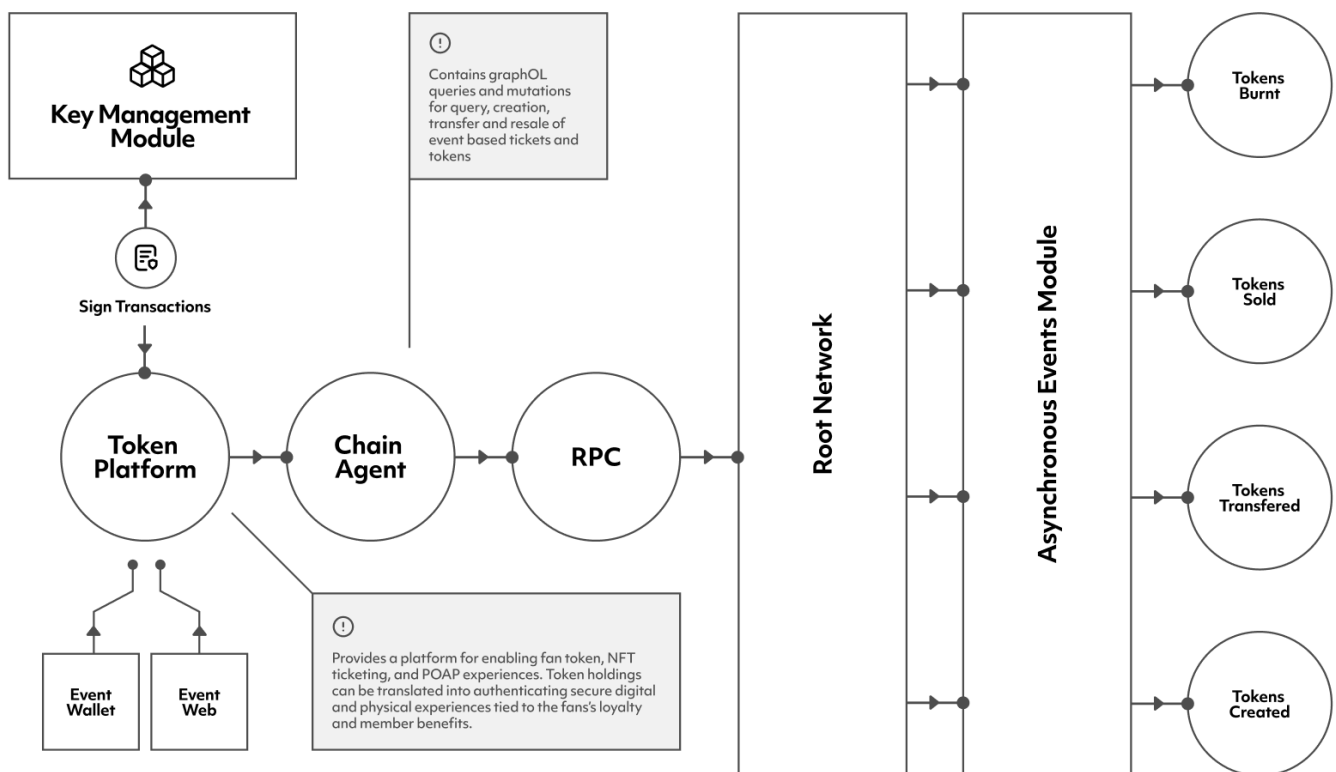 Key Management
Module
Sign Transactions
Contains graphOL
queries and mutations
for query, creation,
transfer and resale of
event based tickets and
tokens
Token
Platform
Chain
Agent
RPC
Root Network
Asynchronous Events Module
Tokens
Burnt
Tokens
Sold
Tokens
Transfered
Tokens
Created
Event
Wallet
Event
Web
Provides a platform for enabling fan token, NFT
ticketing, and POAP experiences. Token holdings
can be translated into authenticating secure digital
and physical experiences tied to the fans's loyalty
and member benefits.